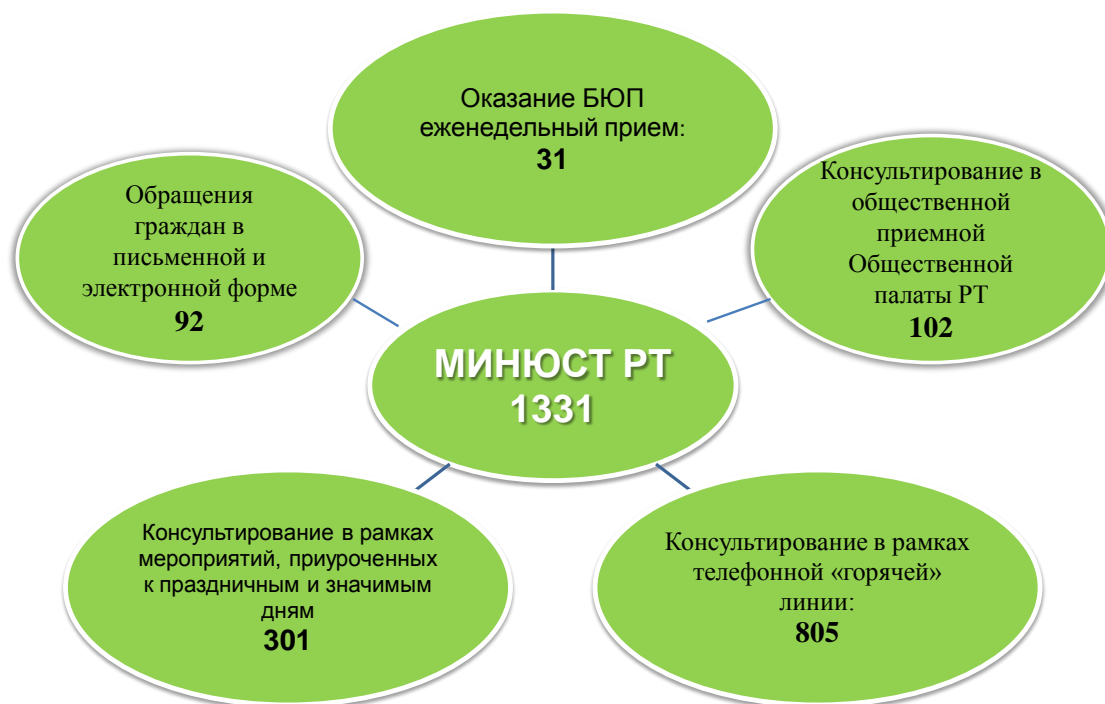 Оказание БЮП
еженедельный прием:
31
Обращения
граждан в
письменной и
электронной форме
92
Консультирование в
общественной
приемной
Общественной
палаты РТ
102
МИНЮСТ РТ
1331
Консультирование в рамках
мероприятий, приуроченных
к праздничным и значимым
дням
301
Консультирование в рамках
телефонной «горячей»
линии:
805